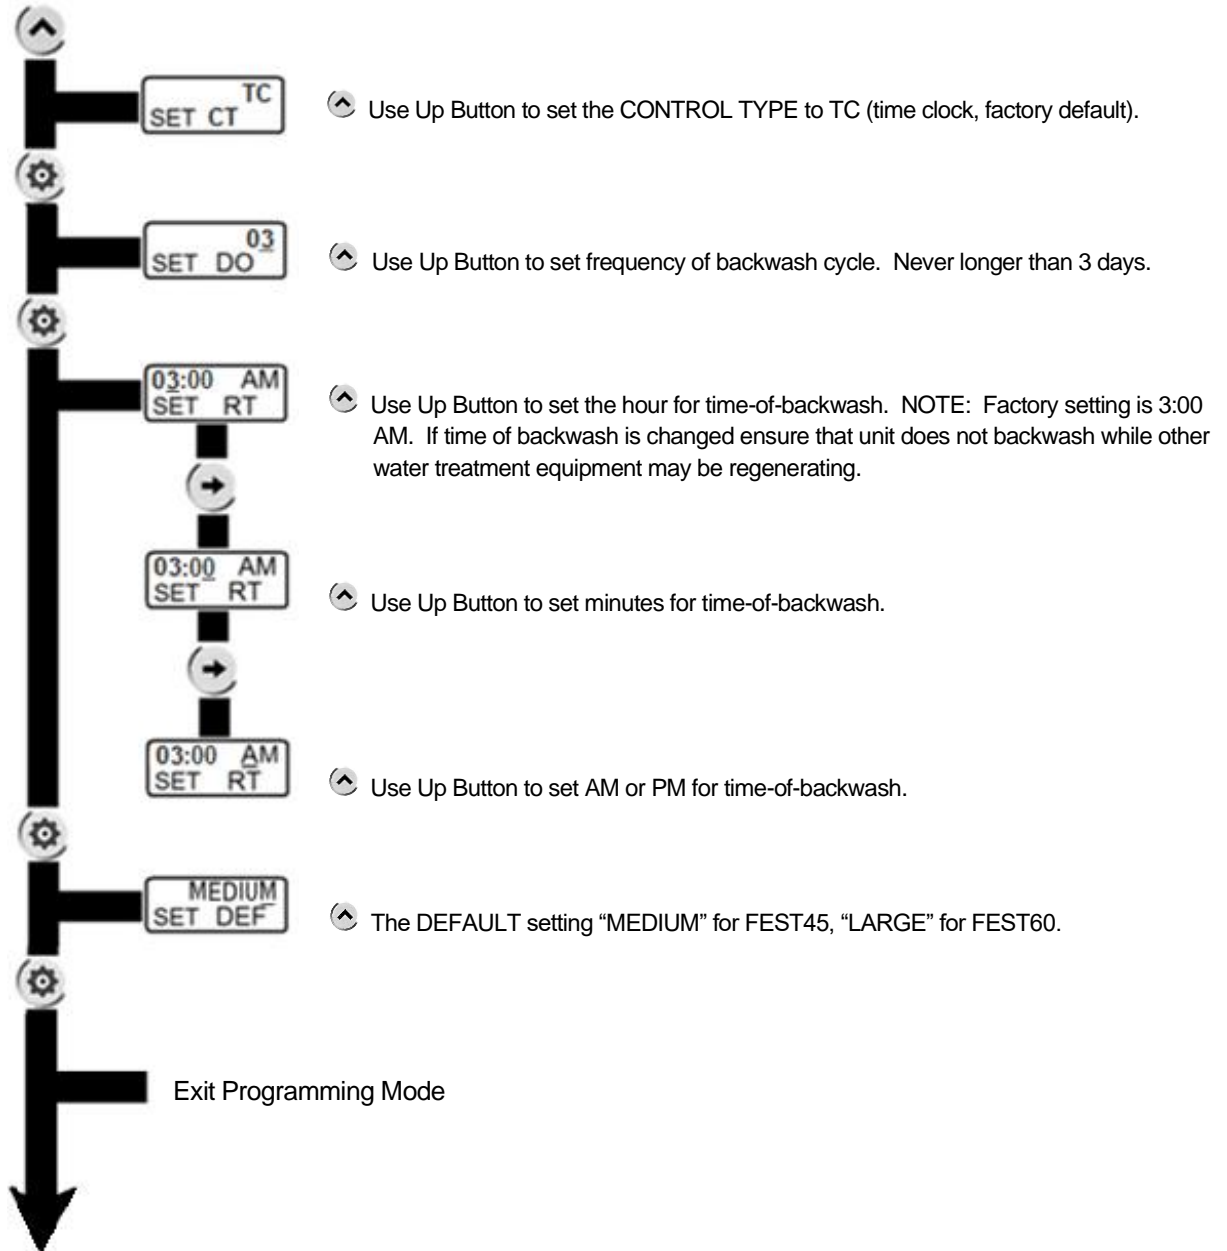 TC
SET CT
Use Up Button to set the CONTROL TYPE to TC (time clock, factory default).
03
SET DO
Use Up Button to set frequency of backwash cycle. Never longer than 3 days.
03:00 AM
SET RT
Use Up Button to set the hour for time-of-backwash. NOTE: Factory setting is 3:00
AM. If time of backwash is changed ensure that unit does not backwash while other
water treatment equipment may be regenerating.
03:00 AM
SET RT
Use Up Button to set minutes for time-of-backwash.
03:00 AM
SET RT
Use Up Button to set AM or PM for time-of-backwash.
MEDIUM
SET DEF
The DEFAULT setting “MEDIUM” for FEST45, “LARGE” for FEST60.
Exit Programming Mode